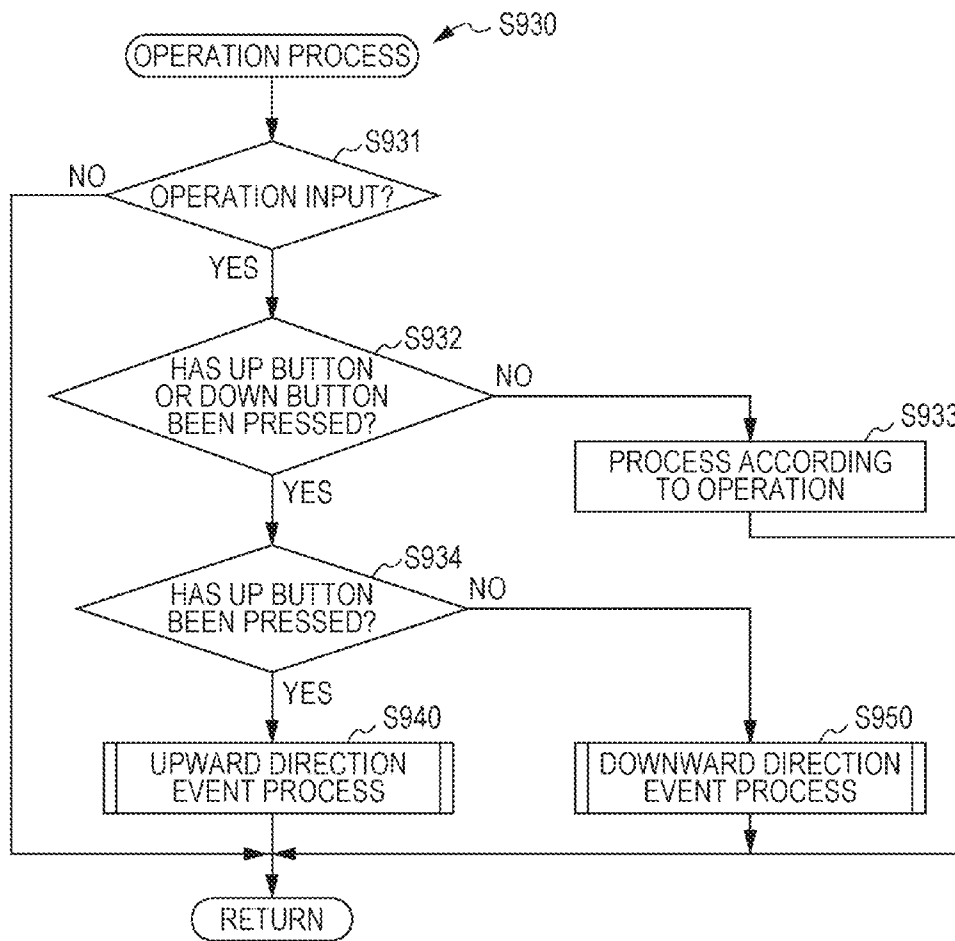 S930
OPERATION PROCESS
S931
NO
OPERATION INPUT?
YES
S932
HAS UP BUTTON
OR DOWN BUTTON
BEEN PRESSED?
NO
S933
PROCESS ACCORDING
TO OPERATION
YES
S934
HAS UP BUTTON
BEEN PRESSED?
NO
YES
S940
UPWARD DIRECTION
EVENT PROCESS
S950
DOWNWARD DIRECTION
EVENT PROCESS
RETURN